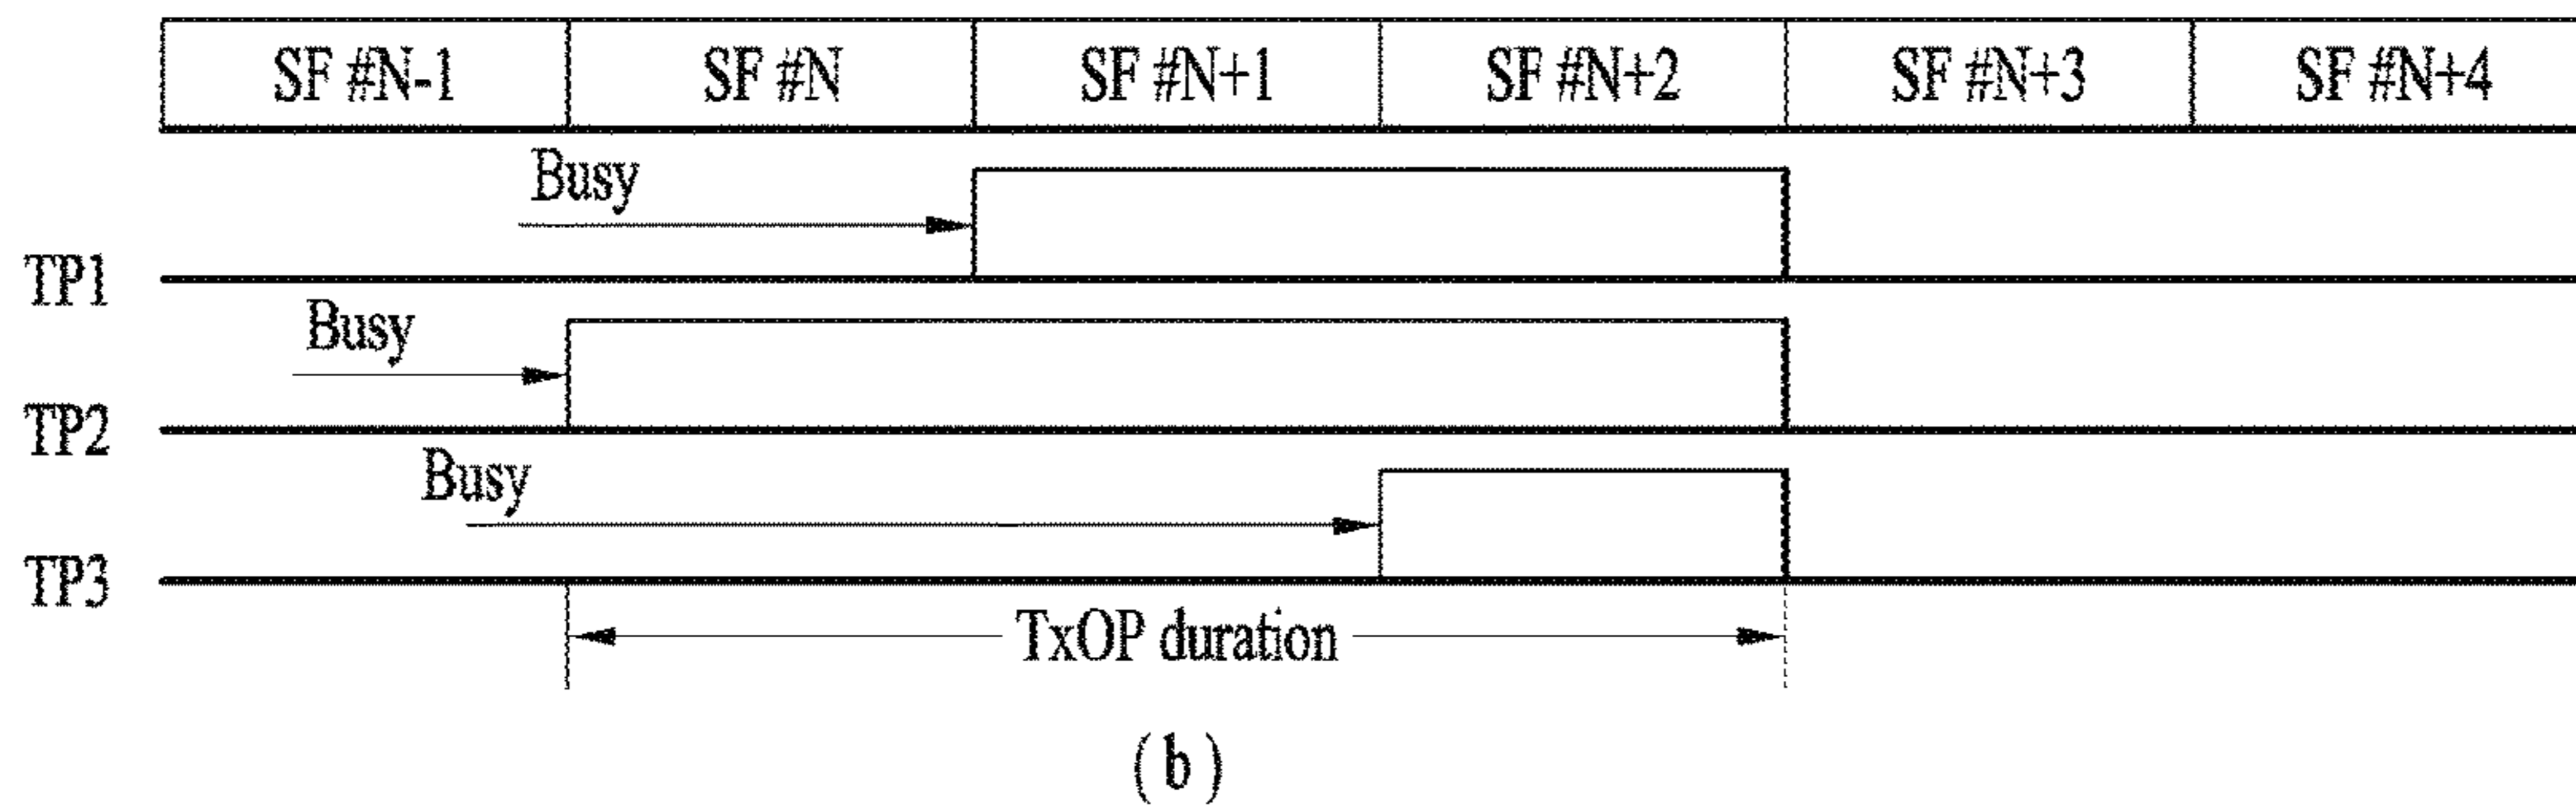 SF #N-1 SF #N SF #N+1 SF #N+2 SF #N+3 SF #N+4
Busy
TP1
Busy
TP2
Busy
TP3
TxOP duration
( b )